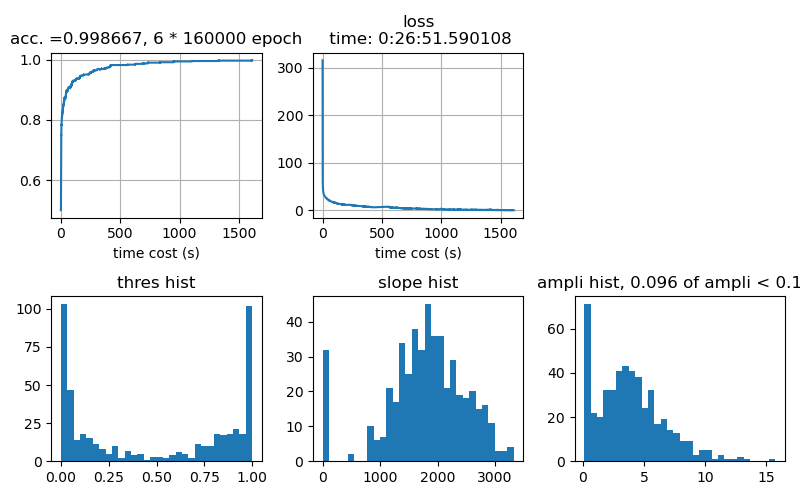 acc. =0.998667, 6 * 160000 epoch
loss
time: 0:26:51.590108
1.0
0.8
0.6
0 500 1000 1500
time cost (s)
300
200
100
0
0 500 1000 1500
time cost (s)
thres hist
100
75
50
25
0
0.00 0.25 0.50 0.75 1.00
slope hist
40
30
20
10
0
0 1000 2000 3000
ampli hist, 0.096 of ampli < 0.1
60
40
20
0
0 5 10 15